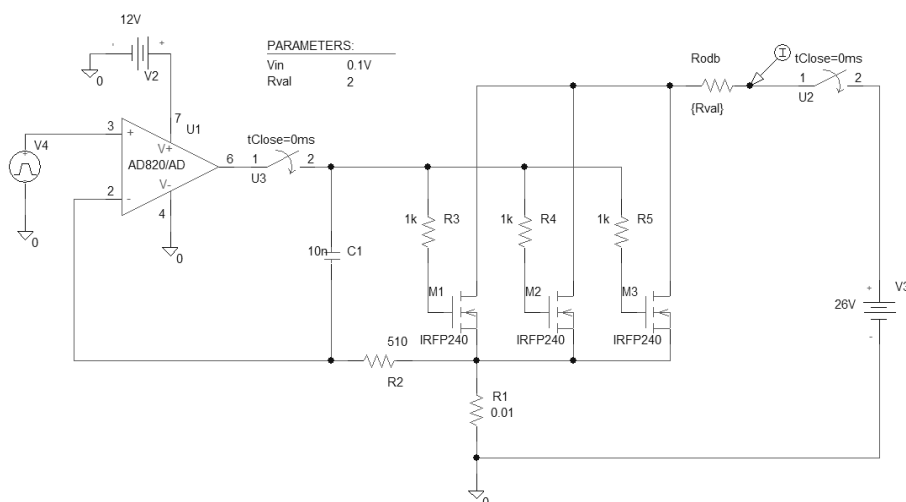 12V
- +
V2
0
PARAMETERS:
Vin 0.1V
Rval 2
Rodb
{Rval}
I
tClose=0ms
1 2
U2
V4
0
3
+
2
-
7
U1
V+
AD820/AD
V-
6
4
0
tClose=0ms
1 2
U3
10n C1
1k R3
1k R4
1k R5
M1
IRFP240
M2
IRFP240
M3
IRFP240
510
R2
R1
0.01
0
+
V3
26V
-